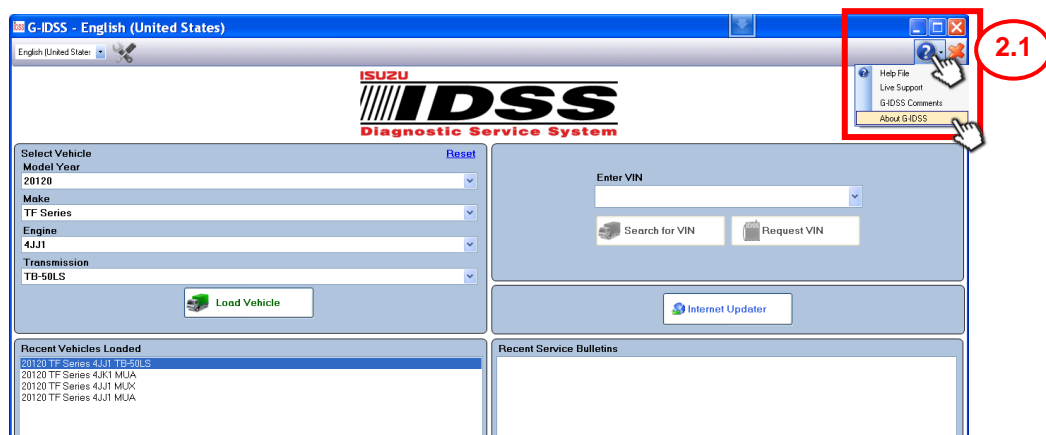 G-IDSS - English (United States)
English (United State:
2.1
Help File
Live Support
G-IDSS Comments
About G-IDSS
ISUZU
IDSS
Diagnostic Service System
Select Vehicle
Reset
Model Year
20120
Make
TF Series
Engine
4JJ1
Transmission
TB-50LS
Load Vehicle
Enter VIN
Search for VIN
Request VIN
Internet Updater
Recent Vehicles Loaded
20120 TF Series 4JJ1 TB-50LS
20120 TF Series 4JK1 MUA
20120 TF Series 4JJ1 MUX
20120 TF Series 4JJ1 MUA
Recent Service Bulletins